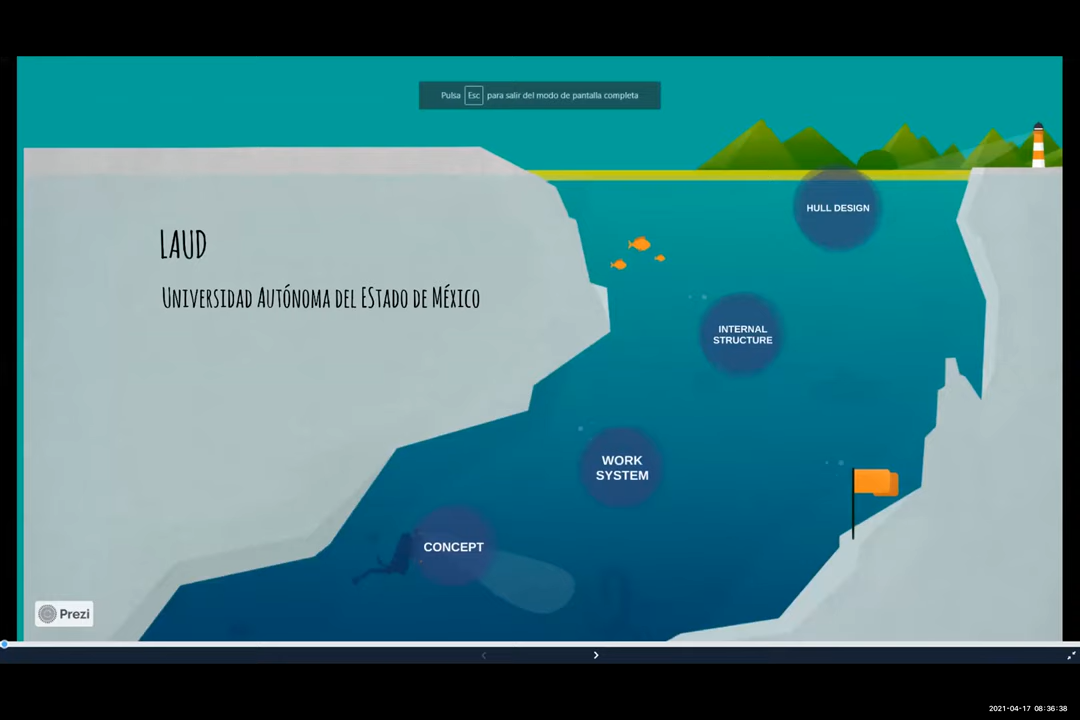 Pulsa Esc para salir del modo de pantalla completa
HULL DESIGN
LAUD
Universidad Autónoma del EStado de México
INTERNAL
STRUCTURE
WORK
SYSTEM
CONCEPT
Prezi
2021-04-17 08:36:38